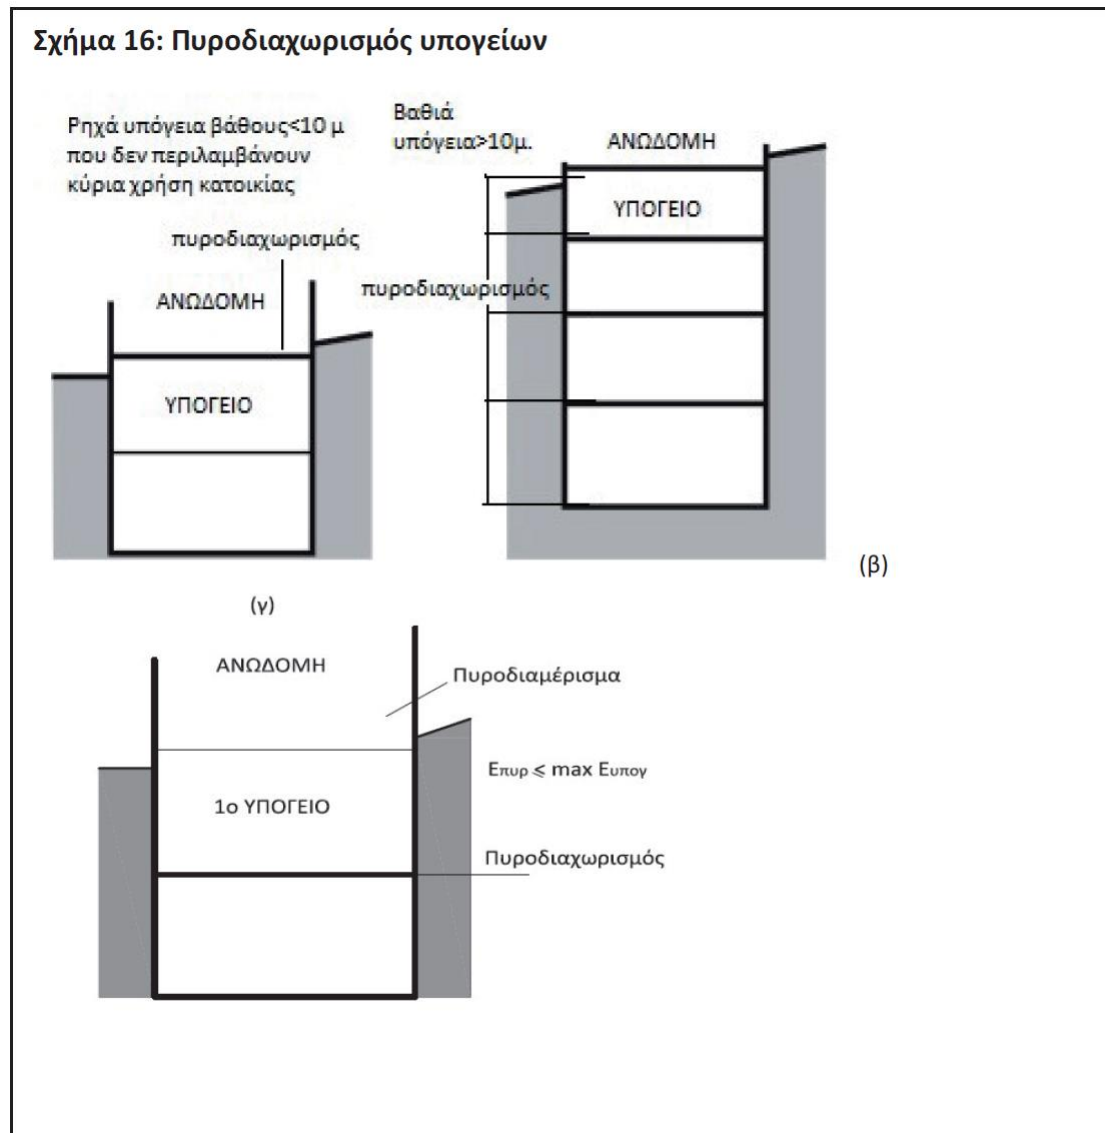 Σχήμα 16: Πυροδιαχωρισμός υπογείων
Ρηχά υπόγεια βάθους<10 μ
που δεν περιλαμβάνουν
κύρια χρήση κατοικίας
πυροδιαχωρισμός
ΑΝΩΔΟΜΗ
ΥΠΟΓΕΙΟ
Βαθιά
υπόγεια>10μ.
ΑΝΩΔΟΜΗ
ΥΠΟΓΕΙΟ
πυροδιαχωρισμός
(β)
(γ)
ΑΝΩΔΟΜΗ
Πυροδιαμέρισμα
Επυρ ⩽ max Ευπογ
1ο ΥΠΟΓΕΙΟ
Πυροδιαχωρισμός